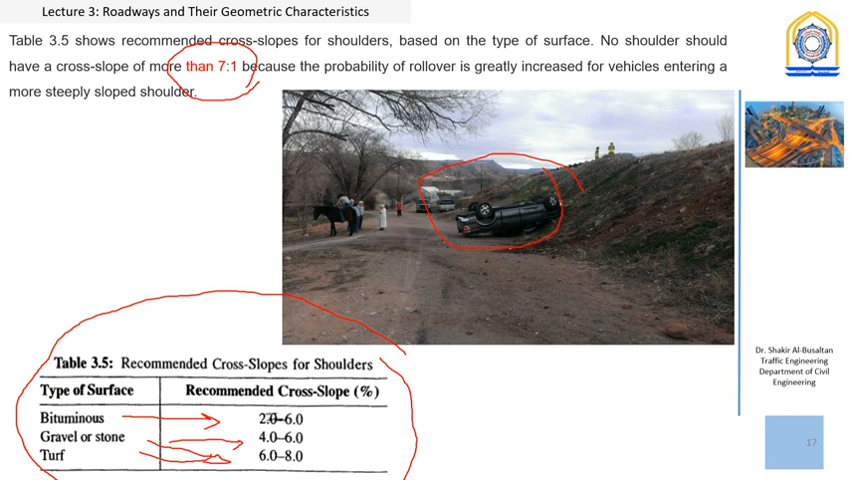 Lecture 3: Roadways and Their Geometric Characteristics
Table 3.5 shows recommended cross-slopes for shoulders, based on the type of surface. No shoulder should
have a cross-slope of more than 7:1 because the probability of rollover is greatly increased for vehicles entering a
more steeply sloped shoulder.
Table 3.5: Recommended Cross-Slopes for Shoulders
Type of Surface Recommended Cross-Slope (%)
Bituminous 2.0–6.0
Gravel or stone 4.0–6.0
Turf 6.0–8.0
Dr. Shakir Al-Busaltan
Traffic Engineering
Department of Civil
Engineering
17